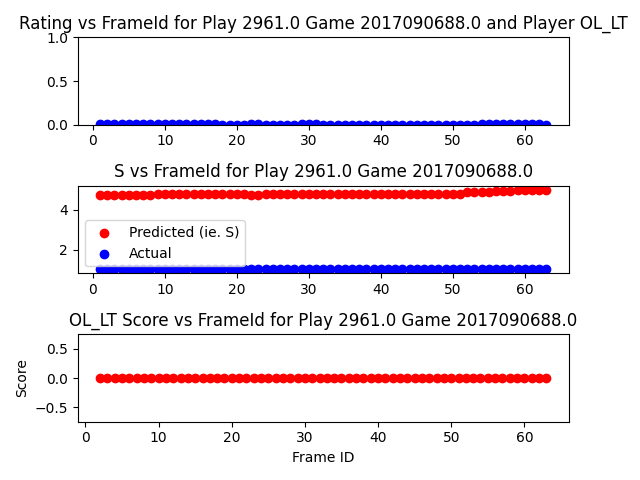 Rating vs FrameId for Play 2961.0 Game 2017090688.0 and Player OL_LT
1.0
0.5
0.0
0 10 20 30 40 50 60
S vs FrameId for Play 2961.0 Game 2017090688.0
4
2
Predicted (ie. S)
Actual
0 10 20 30 40 50 60
OL_LT Score vs FrameId for Play 2961.0 Game 2017090688.0
Score
0.5
0.0
−0.5
0 10 20 30 40 50 60
Frame ID